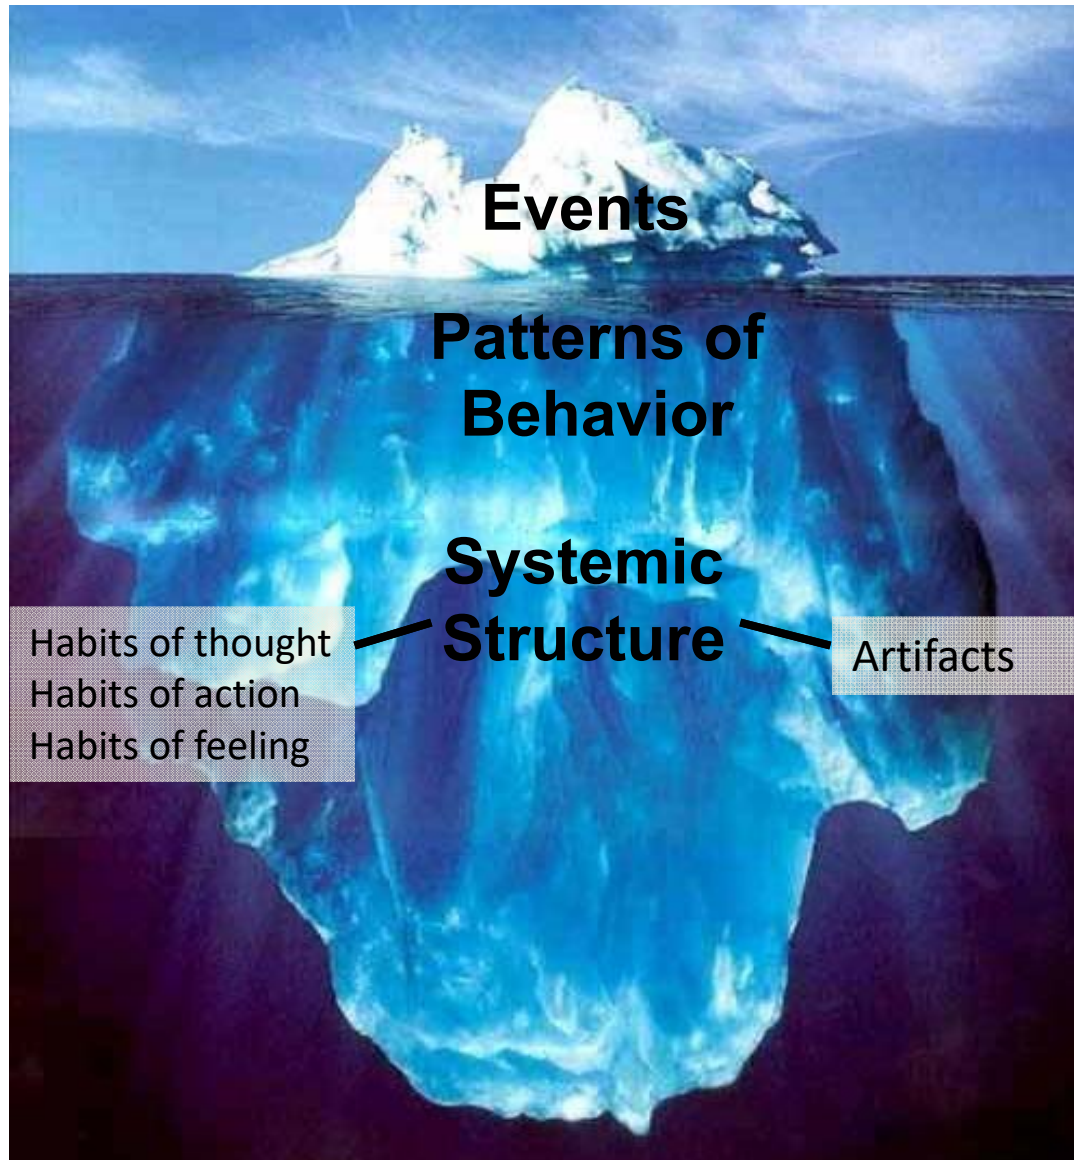 Events
Patterns of
Behavior
Systemic
Structure
Habits of thought
Habits of action
Habits of feeling
Artifacts